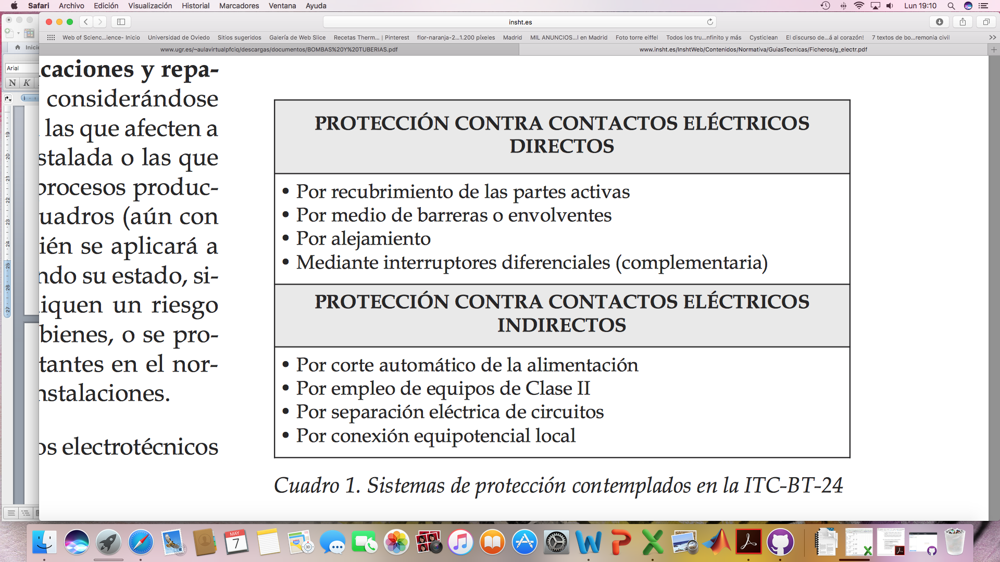 Safari Archivo Edición Visualización Historial Marcadores Ventana Ayuda Lun 19:10
insht.es
Web of Scienc...ience- Inicio Universidad de Oviedo Sitios sugeridos Galería de Web Slice Recetas Therm... | Pinterest flor-naranja-2...1.200 píxeles Madrid MIL ANUNCIOS...l en Madrid Foto torre eiffel Todos los tru...nfinito y más Cysticlean El discurso de...á al corazón! 7 textos de bo...remonia civil
www.ugr.es/~aulavirtualpfciq/descargas/documentos/BOMBAS%20Y%20TUBERIAS.pdf
www.insht.es/InshtWeb/Contenidos/Normativa/GuiasTecnicas/Ficheros/g_electr.pdf
Inici
Arial
N K
19
20
21
22
23
24
25
26
27
icaciones y repa-
considerándose
las que afecten a
stalada o las que
procesos produc-
uadros (aún con
ién se aplicará a
ndo su estado, si-
iquen un riesgo
bienes, o se pro-
tantes en el nor-
nstalaciones.
os electrotécnicos
PROTECCIÓN CONTRA CONTACTOS ELÉCTRICOS
DIRECTOS
• Por recubrimiento de las partes activas
• Por medio de barreras o envolventes
• Por alejamiento
• Mediante interruptores diferenciales (complementaria)
PROTECCIÓN CONTRA CONTACTOS ELÉCTRICOS
INDIRECTOS
• Por corte automático de la alimentación
• Por empleo de equipos de Clase II
• Por separación eléctrica de circuitos
• Por conexión equipotencial local
Cuadro 1. Sistemas de protección contemplados en la ITC-BT-24
MAY
7
3D